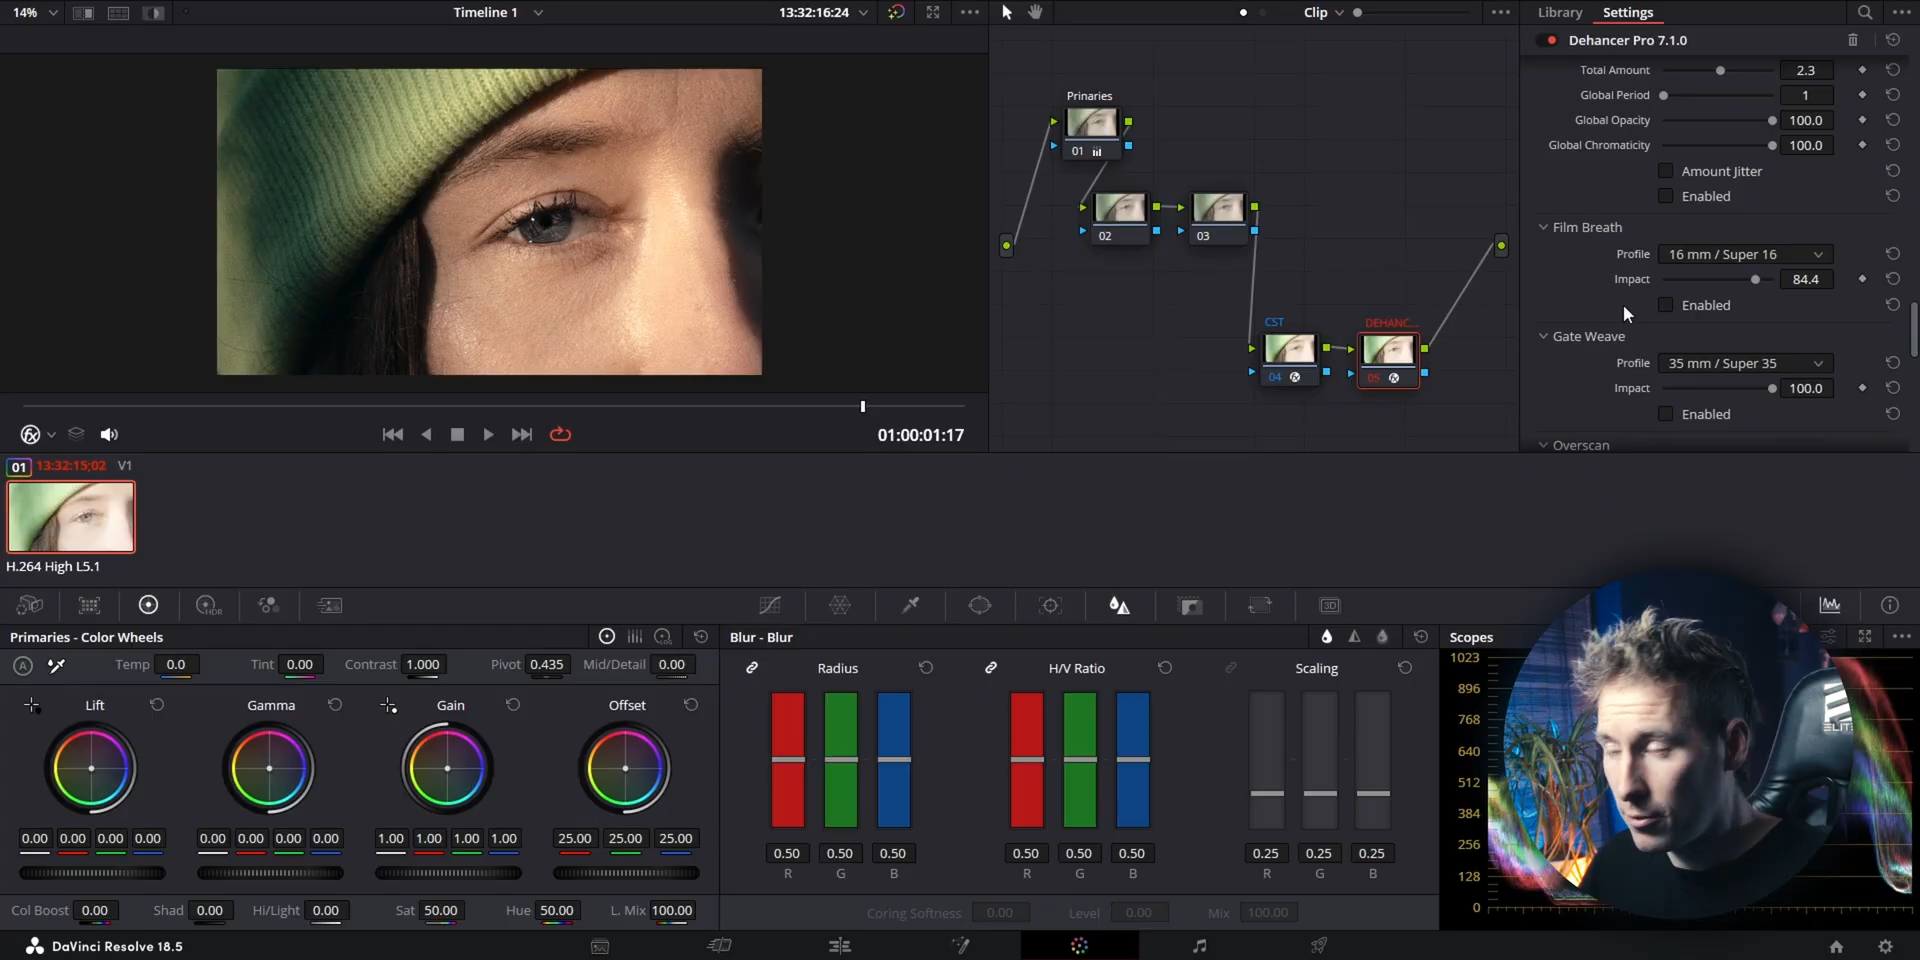 14%
Timeline 1
13:32:16:24
Clip
Library
Settings
Dehancer Pro 7.1.0
Total Amount 2.3
Global Period 1
Global Opacity 100.0
Global Chromaticity 100.0
Amount Jitter
Enabled
Film Breath
Profile 16 mm / Super 16
Impact 84.4
Enabled
Gate Weave
Profile 35 mm / Super 35
Impact 100.0
Enabled
Overscan
Prinaries
01
02
03
CST
04
DEHANC...
05
01:00:01:17
01 13:32:15;02 V1
H.264 High L5.1
HDR
3D
Primaries - Color Wheels
LOG
A
Temp 0.0
Tint 0.00
Contrast 1.000
Pivot 0.435
Mid/Detail 0.00
Lift
Gamma
Gain
Offset
0.00 0.00 0.00 0.00
0.00 0.00 0.00 0.00
1.00 1.00 1.00 1.00
25.00 25.00 25.00
Col Boost 0.00
Shad 0.00
Hi/Light 0.00
Sat 50.00
Hue 50.00
L. Mix 100.00
Blur - Blur
Radius
H/V Ratio
Scaling
0.50 0.50 0.50
R G B
0.50 0.50 0.50
R G B
0.25 0.25 0.25
R G B
Coring Softness 0.00
Level 0.00
Mix 100.00
Scopes
1023
896
768
640
512
384
256
128
0
ELITE
DaVinci Resolve 18.5